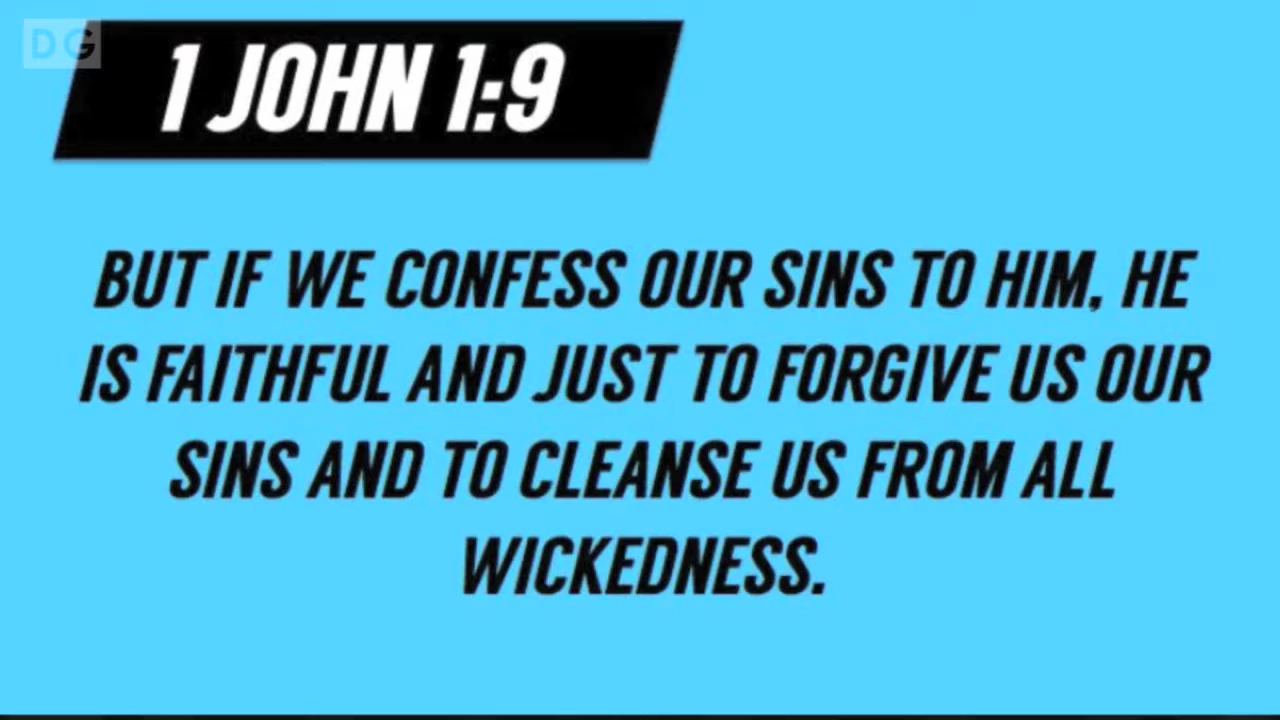 DG
1 JOHN 1:9
BUT IF WE CONFESS OUR SINS TO HIM, HE
IS FAITHFUL AND JUST TO FORGIVE US OUR
SINS AND TO CLEANSE US FROM ALL
WICKEDNESS.